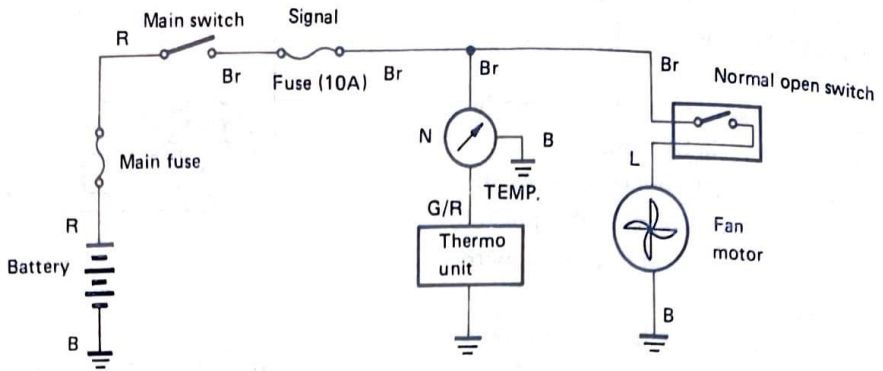 Main switch
Signal
R
Br
Fuse (10A)
Br
Br
Br
Normal open switch
Main fuse
N
B
L
TEMP.
G/R
R
Thermo
unit
Fan
motor
Battery
B
B